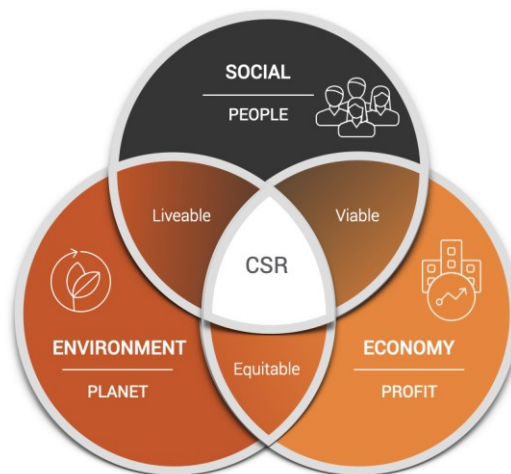 SOCIAL
PEOPLE
Liveable
Viable
CSR
ENVIRONMENT
PLANET
Equitable
ECONOMY
PROFIT